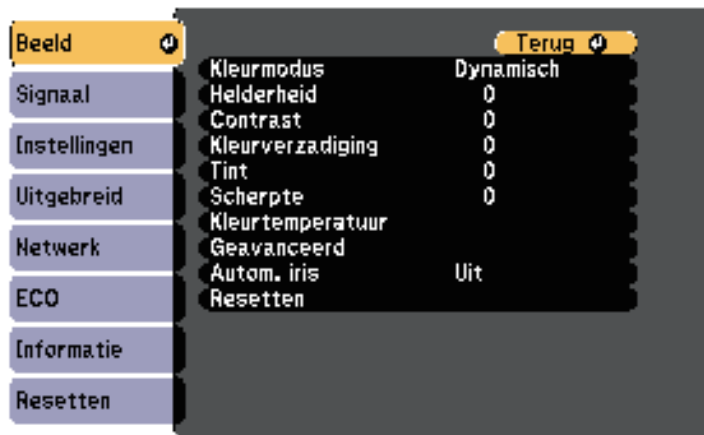 Beeld
Signaal
Instellingen
Uitgebreid
Netwerk
ECO
Informatie
Resetten
Terug
Kleurmodus Dynamisch
Helderheid 0
Contrast 0
Kleurverzadiging 0
Tint 0
Scherpte 0
Kleurtemperatuur
Geavanceerd
Autom. iris Uit
Resetten